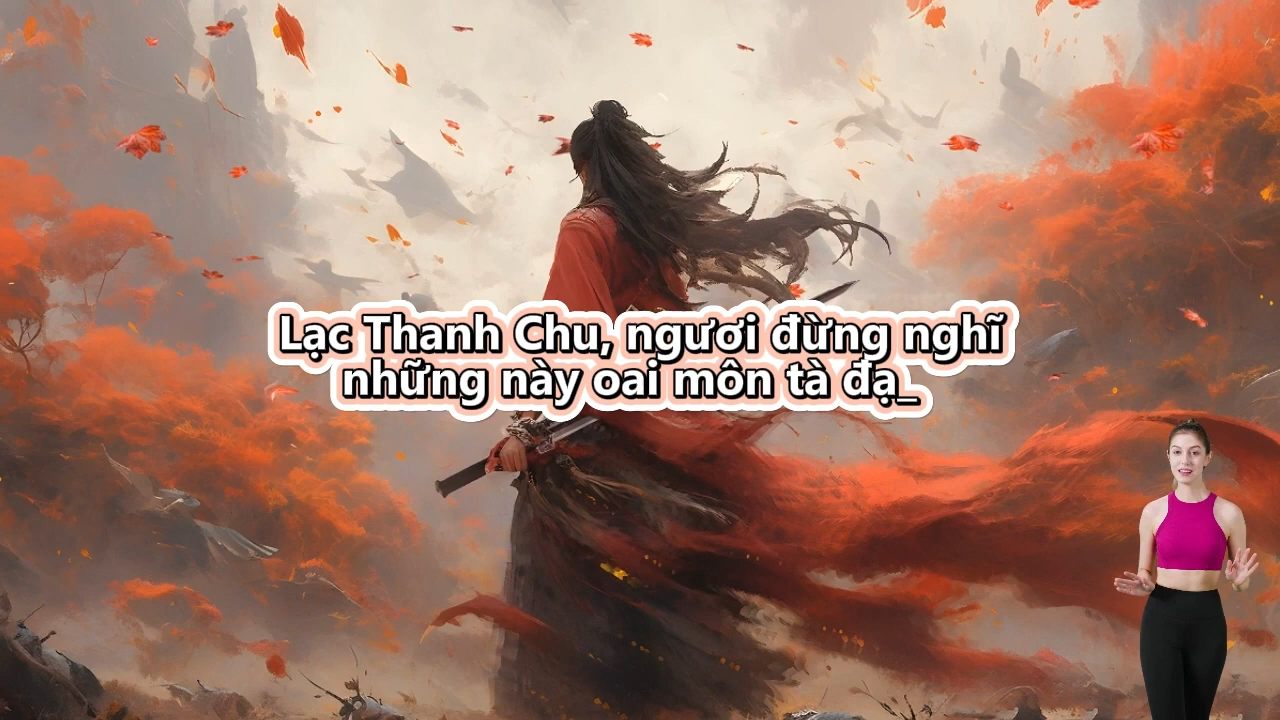 Lạc Thanh Chu, ngươi đừng nghĩ
những này oai môn tà đạ_